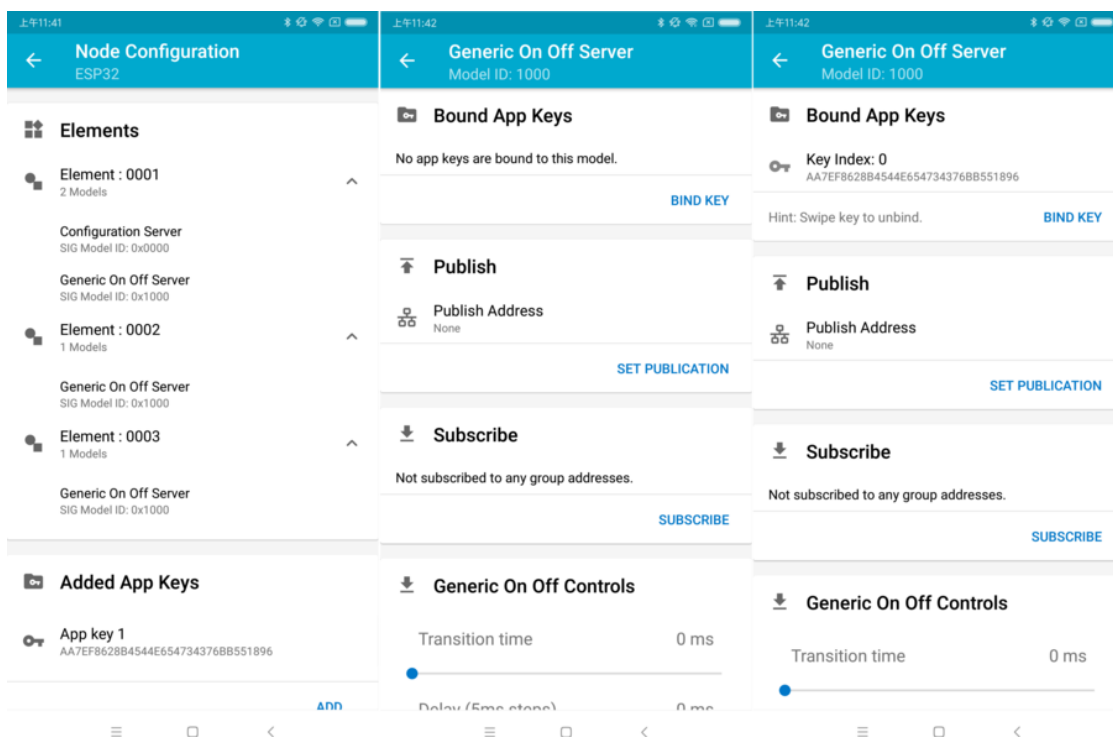 上午11:41
Node Configuration
ESP32
Elements
Element : 0001
2 Models
Configuration Server
SIG Model ID: 0x0000
Generic On Off Server
SIG Model ID: 0x1000
Element : 0002
1 Models
Generic On Off Server
SIG Model ID: 0x1000
Element : 0003
1 Models
Generic On Off Server
SIG Model ID: 0x1000
Added App Keys
App key 1
AA7EF8628B4544E654734376BB551896
ADD
上午11:42
Generic On Off Server
Model ID: 1000
Bound App Keys
No app keys are bound to this model.
BIND KEY
Publish
Publish Address
None
SET PUBLICATION
Subscribe
Not subscribed to any group addresses.
SUBSCRIBE
Generic On Off Controls
Transition time 0 ms
Delay (5ms steps) 0 ms
上午11:42
Generic On Off Server
Model ID: 1000
Bound App Keys
Key Index: 0
AA7EF8628B4544E654734376BB551896
Hint: Swipe key to unbind. BIND KEY
Publish
Publish Address
None
SET PUBLICATION
Subscribe
Not subscribed to any group addresses.
SUBSCRIBE
Generic On Off Controls
Transition time 0 ms